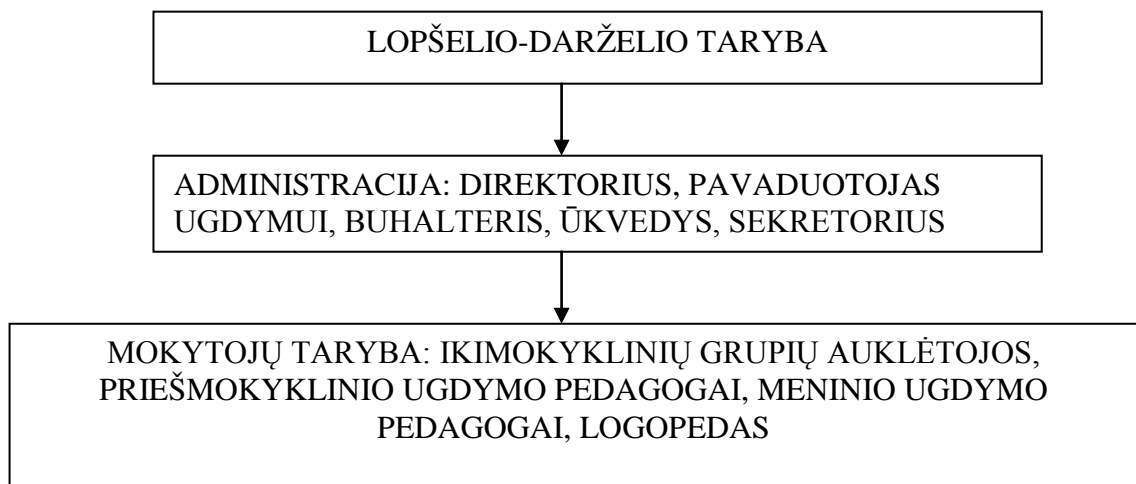 LOPŠELIO-DARŽELIO TARYBA
ADMINISTRACIJA: DIREKTORIUS, PAVADUOTOJAS
UGDYMUI, BUHALTERIS, ŪKVEDYS, SEKRETORIUS
MOKYTOJŲ TARYBA: IKIMOKYKLINIŲ GRUPIŲ AUKLĖTOJOS,
PRIEŠMOKYKLINIO UGDYMO PEDAGOGAI, MENINIO UGDYMO
PEDAGOGAI, LOGOPEDAS